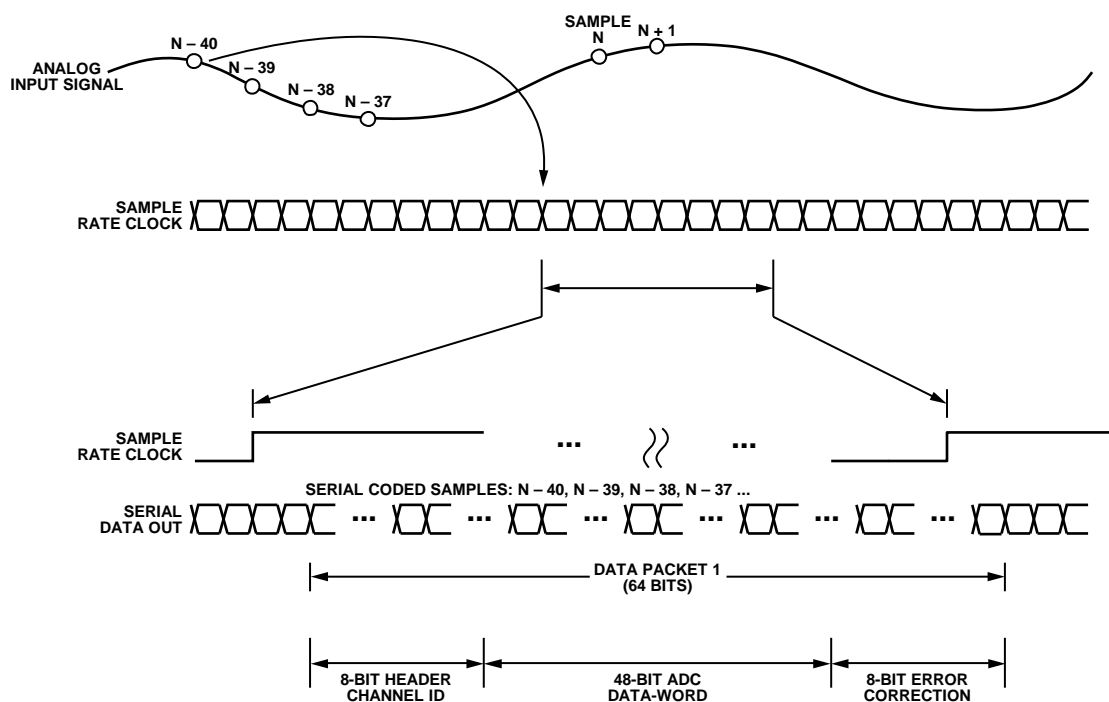 SAMPLE
N
N + 1
N – 40
N – 39
N – 38
N – 37
ANALOG
INPUT SIGNAL
SAMPLE
RATE CLOCK
SAMPLE
RATE CLOCK
...
...
SERIAL CODED SAMPLES: N – 40, N – 39, N – 38, N – 37 ...
SERIAL
DATA OUT
... ... ... ... ... ...
DATA PACKET 1
(64 BITS)
8-BIT HEADER
CHANNEL ID
48-BIT ADC
DATA-WORD
8-BIT ERROR
CORRECTION